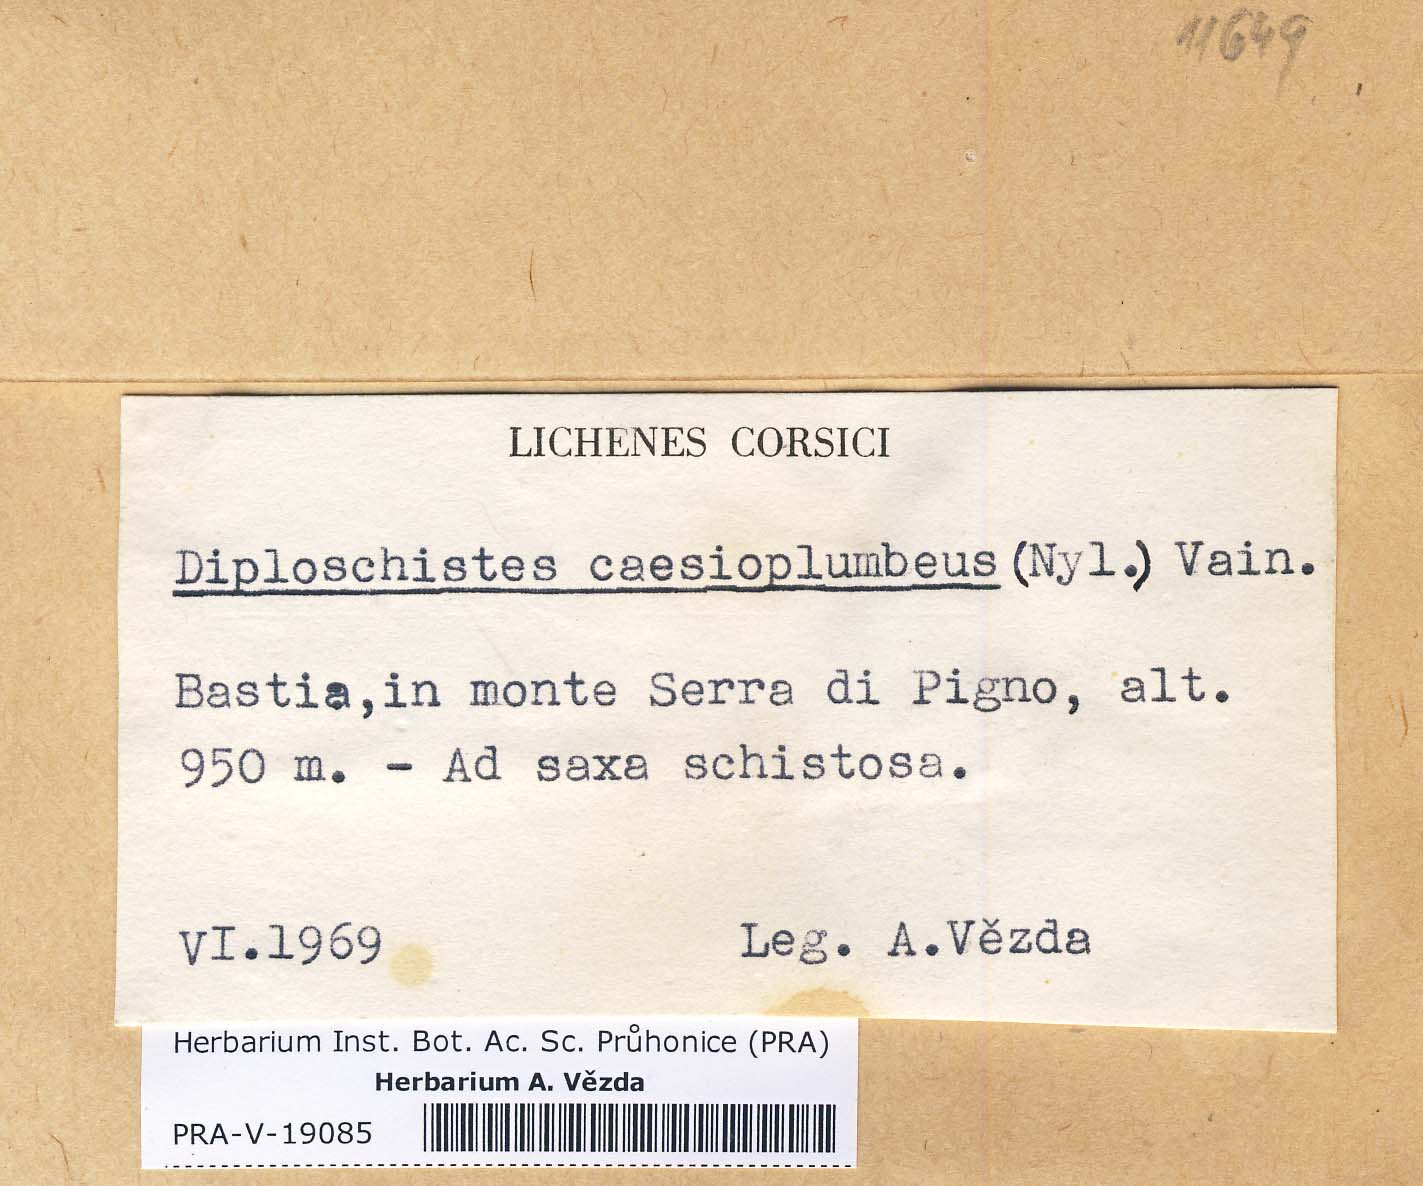 11649
LICHENES CORSICI
Diploschistes caesioplumbeus (Nyl.) Vain.
Bastia,in monte Serra di Pigno, alt.
950 m. - Ad saxa schistosa.
VI.1969 Leg. A.Vězda
Herbarium Inst. Bot. Ac. Sc. Průhonice (PRA)
Herbarium A. Vězda
PRA-V-19085